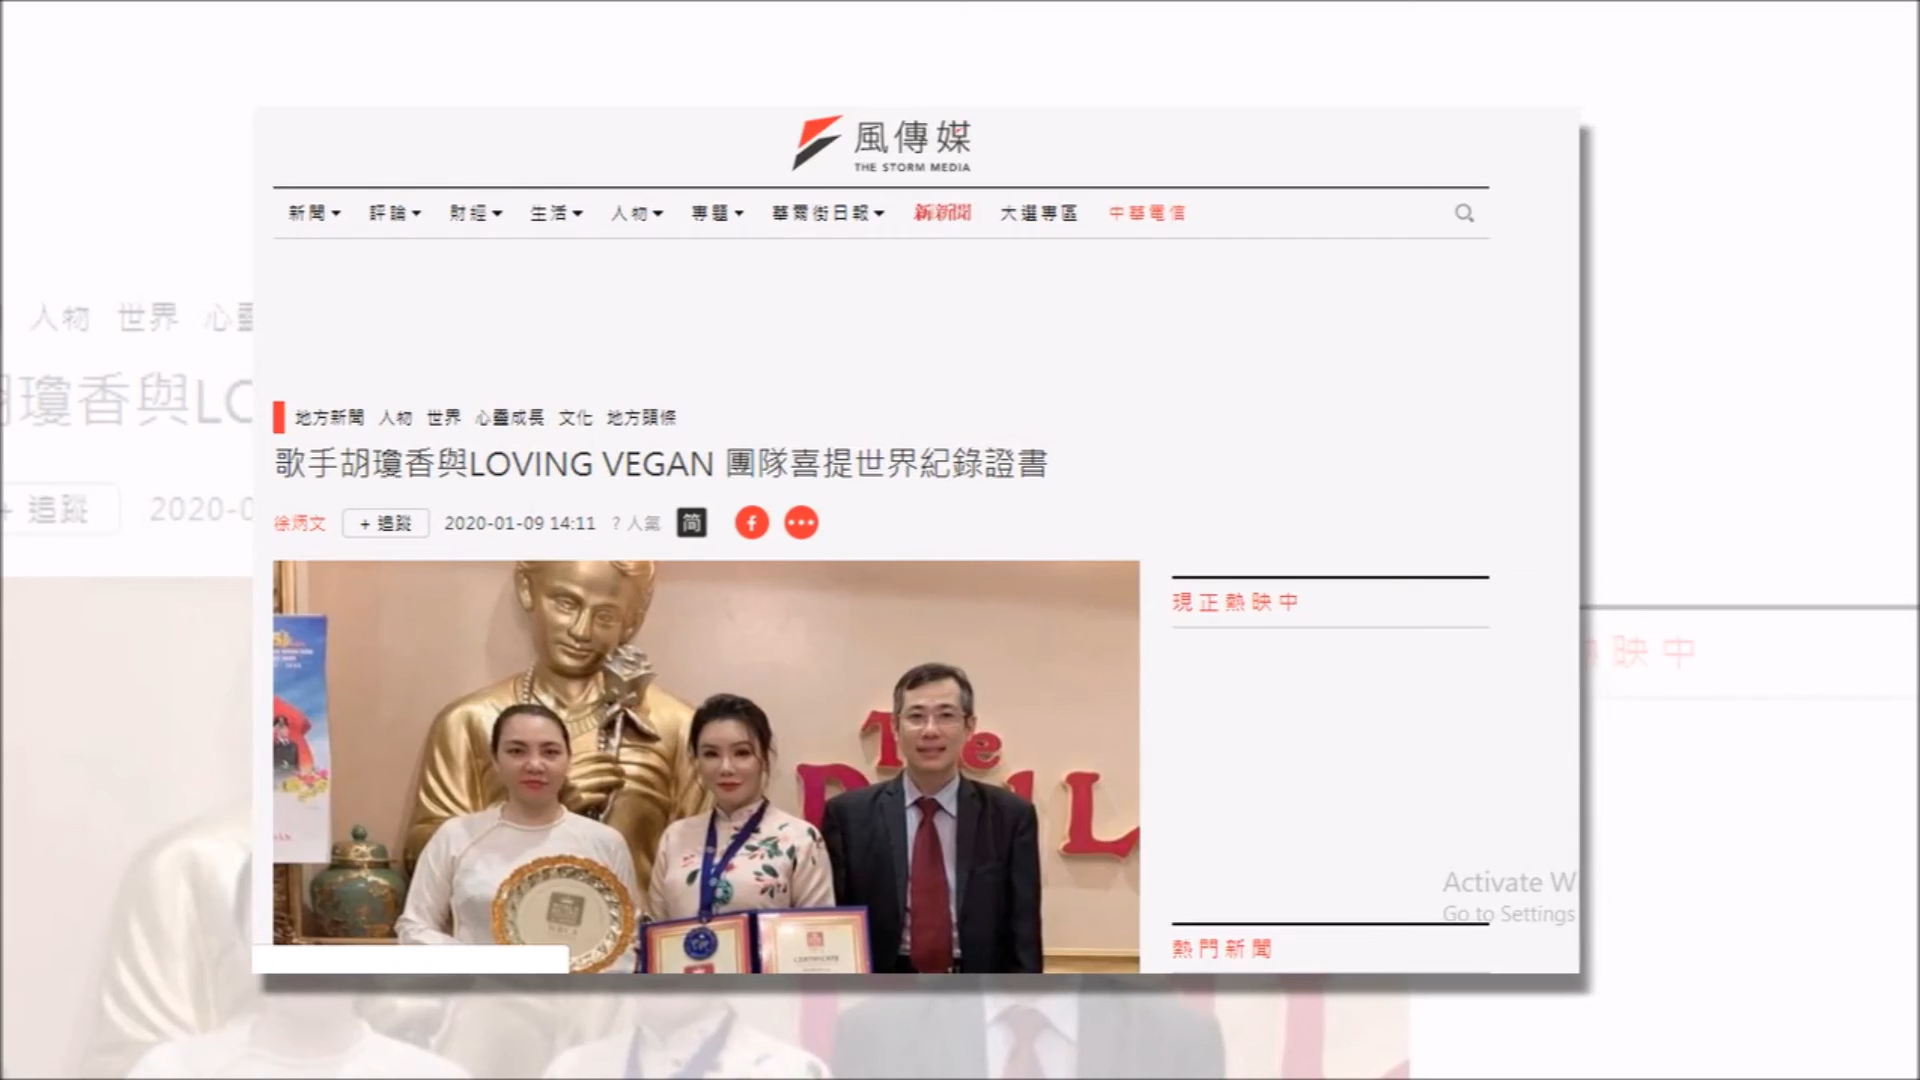 風傳媒
THE STORM MEDIA
新聞 評論 財經 生活 人物 專題 華爾街日報 新新聞 大選專區 中華電信
地方新聞 人物 世界 心靈成長 文化 地方頭條
歌手胡瓊香與LOVING VEGAN 團隊喜提世界紀錄證書
徐炳文 + 追蹤 2020-01-09 14:11 ? 人氣 简
現正熱映中
The
CERTIFICATE
Activate W
Go to Settings
熱門新聞
人物 世界 心靈
瓊香與LO
+ 追蹤 2020-0
映中